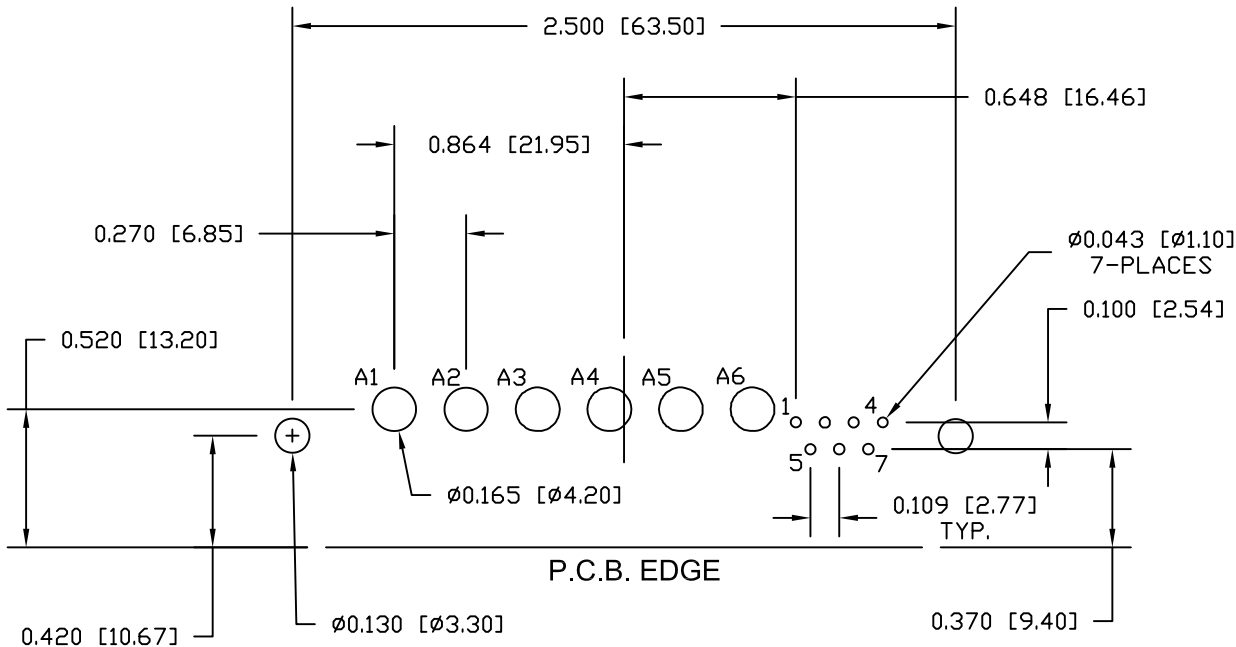 2.500 [63.50]
0.648 [16.46]
0.864 [21.95]
0.270 [6.85]
ø0.043 [ø1.10]
7-PLACES
0.100 [2.54]
0.520 [13.20]
A1 A2 A3 A4 A5 A6
1 4
5 7
ø0.165 [ø4.20]
0.109 [2.77]
TYP.
P.C.B. EDGE
0.420 [10.67]
ø0.130 [ø3.30]
0.370 [9.40]